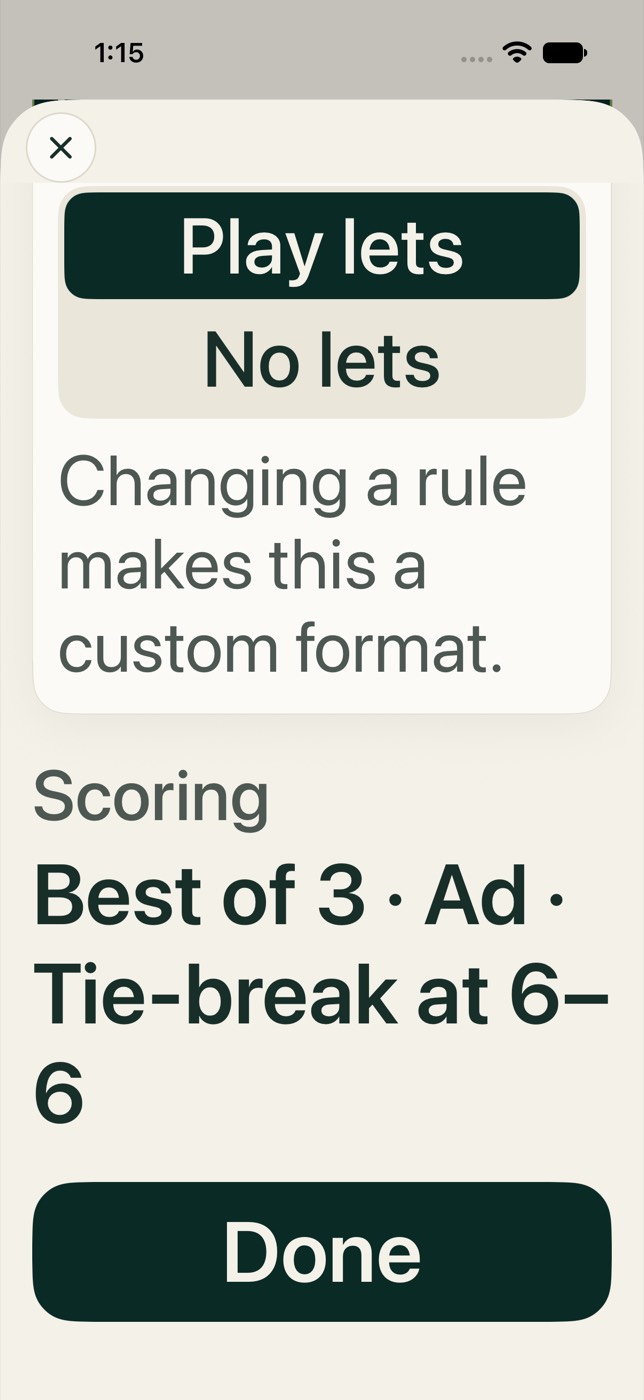 1:15
Play lets
No lets
Changing a rule
makes this a
custom format.
Scoring
Best of 3 · Ad ·
Tie-break at 6–
6
Done